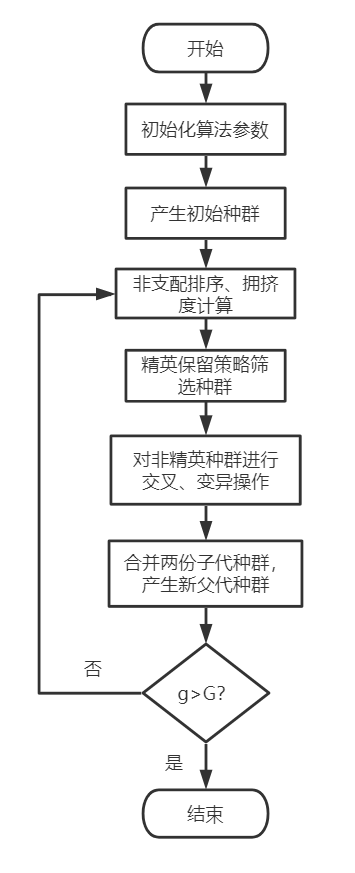 开始
初始化算法参数
产生初始种群
非支配排序、拥挤
度计算
精英保留策略筛
选种群
对非精英种群进行
交叉、变异操作
合并两份子代种群，
产生新父代种群
否
g>G?
是
结束